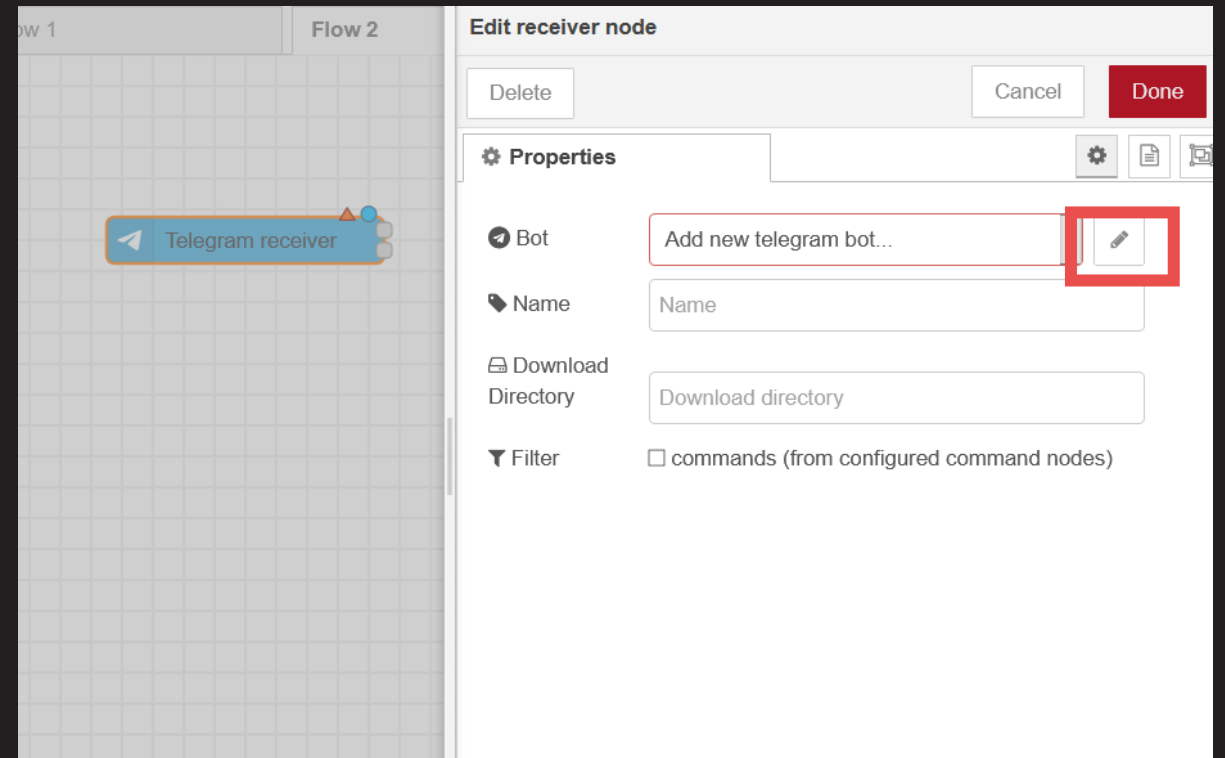 ow 1
Flow 2
Edit receiver node
Delete
Cancel
Done
Properties
Telegram receiver
Bot
Add new telegram bot...
Name
Name
Download
Directory
Download directory
Filter
commands (from configured command nodes)